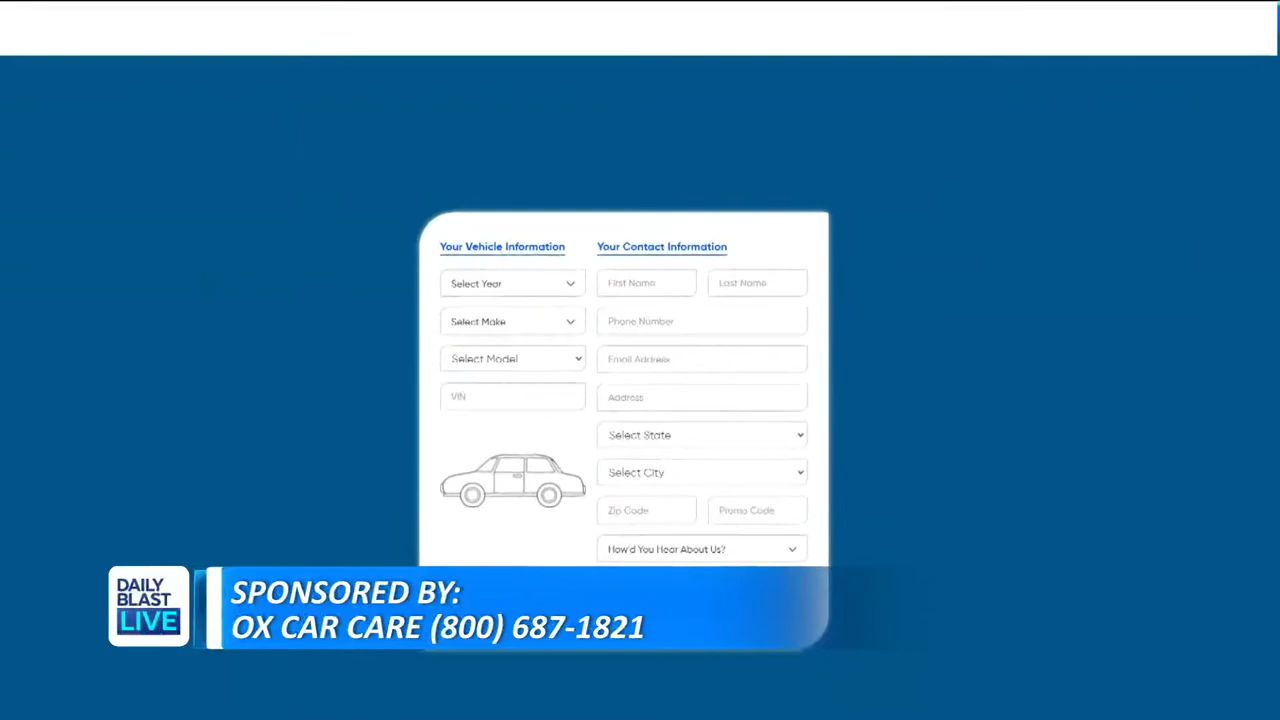 Your Vehicle Information
Your Contact Information
Select Year
First Name
Last Name
Select Make
Phone Number
Select Model
Email Address
VIN
Address
Select State
Select City
Zip Code
Promo Code
How'd You Hear About Us?
DAILY
BLAST
LIVE
SPONSORED BY:
OX CAR CARE (800) 687-1821